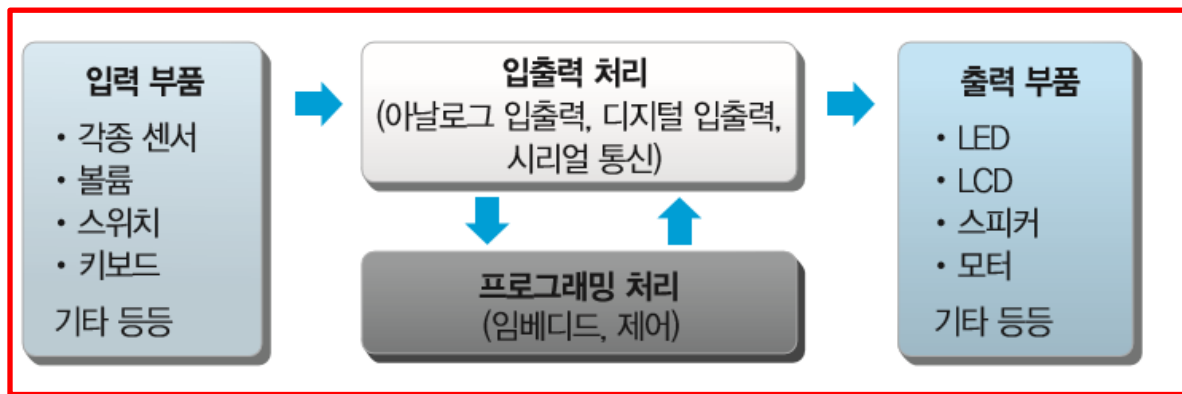 입력 부품
• 각종 센서
• 볼륨
• 스위치
• 키보드
기타 등등
입출력 처리
(아날로그 입출력, 디지털 입출력,
시리얼 통신)
프로그래밍 처리
(임베디드, 제어)
출력 부품
• LED
• LCD
• 스피커
• 모터
기타 등등